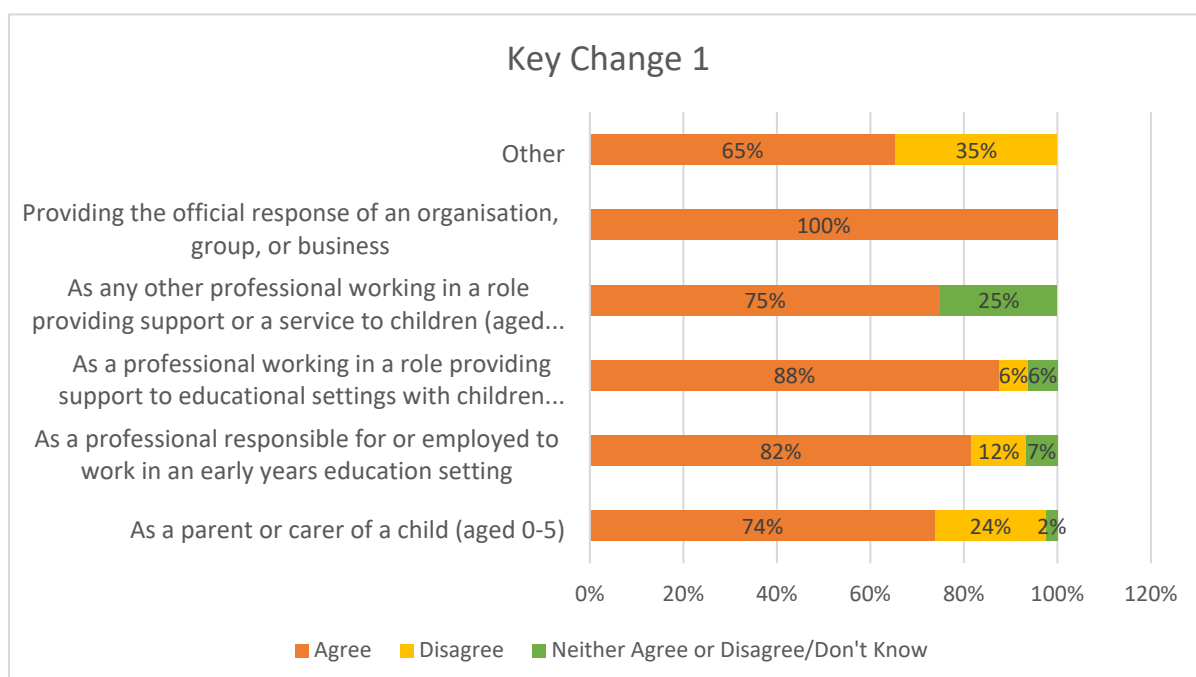 Key Change 1
Other
65% 35%
Providing the official response of an organisation,
group, or business
100%
As any other professional working in a role
providing support or a service to children (aged...
75% 25%
As a professional working in a role providing
support to educational settings with children...
88% 6% 6%
As a professional responsible for or employed to
work in an early years education setting
82% 12% 7%
As a parent or carer of a child (aged 0-5)
74% 24% 2%
0% 20% 40% 60% 80% 100% 120%
Agree Disagree Neither Agree or Disagree/Don't Know